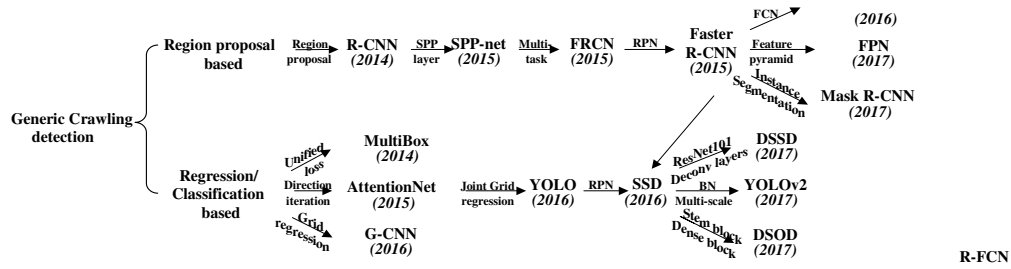 FCN
(2016)
Region proposal
based
Region
proposal
R-CNN
(2014)
SPP
layer
SPP-net
(2015)
Multi
task
FRCN
(2015)
RPN
Faster
R-CNN
(2015)
Feature
pyramid
FPN
(2017)
Instance
Segmentation
Mask R-CNN
(2017)
Generic Crawling
detection
Regression/
Classification
based
Unified
loss
MultiBox
(2014)
Direction
iteration
AttentionNet
(2015)
Joint Grid
regression
YOLO
(2016)
RPN
SSD
(2016)
ResNet101
Deconv layers
DSSD
(2017)
BN
Multi-scale
YOLOv2
(2017)
Grid
regression
G-CNN
(2016)
Stem block
Dense block
DSOD
(2017)
R-FCN